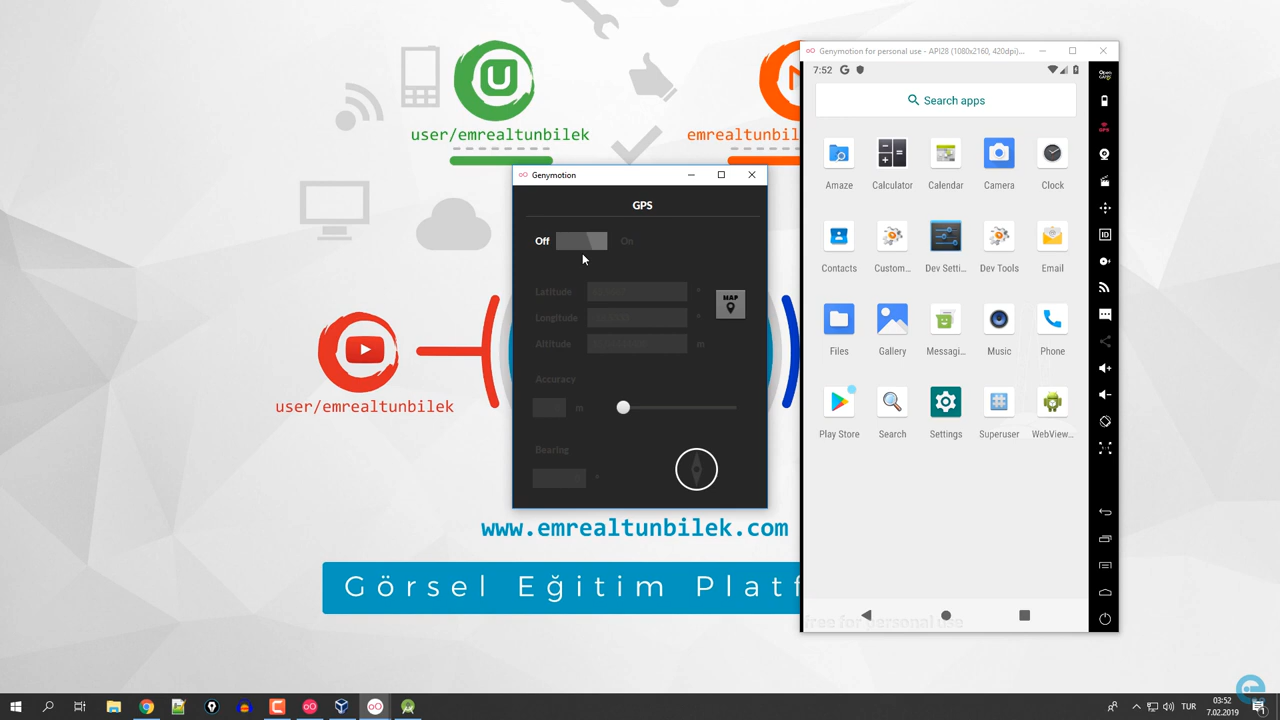 user/emrealtunbilek
user/emrealtunbilek
www.emrealtunbilek.com
Görsel Eğitim
Genymotion
GPS
Off
On
Latitude
°
Longitude
°
Altitude
m
MAP
Accuracy
m
Bearing
°
Genymotion for personal use - API28 (1080x2160, 420dpi)...
7:52
Search apps
Amaze
Calculator
Calendar
Camera
Clock
Contacts
Custom...
Dev Setti...
Dev Tools
Email
Files
Gallery
Messagi...
Music
Phone
Play Store
Search
Settings
Superuser
WebView...
free for personal use
GPS
ID
TUR
03:52
7.02.2019